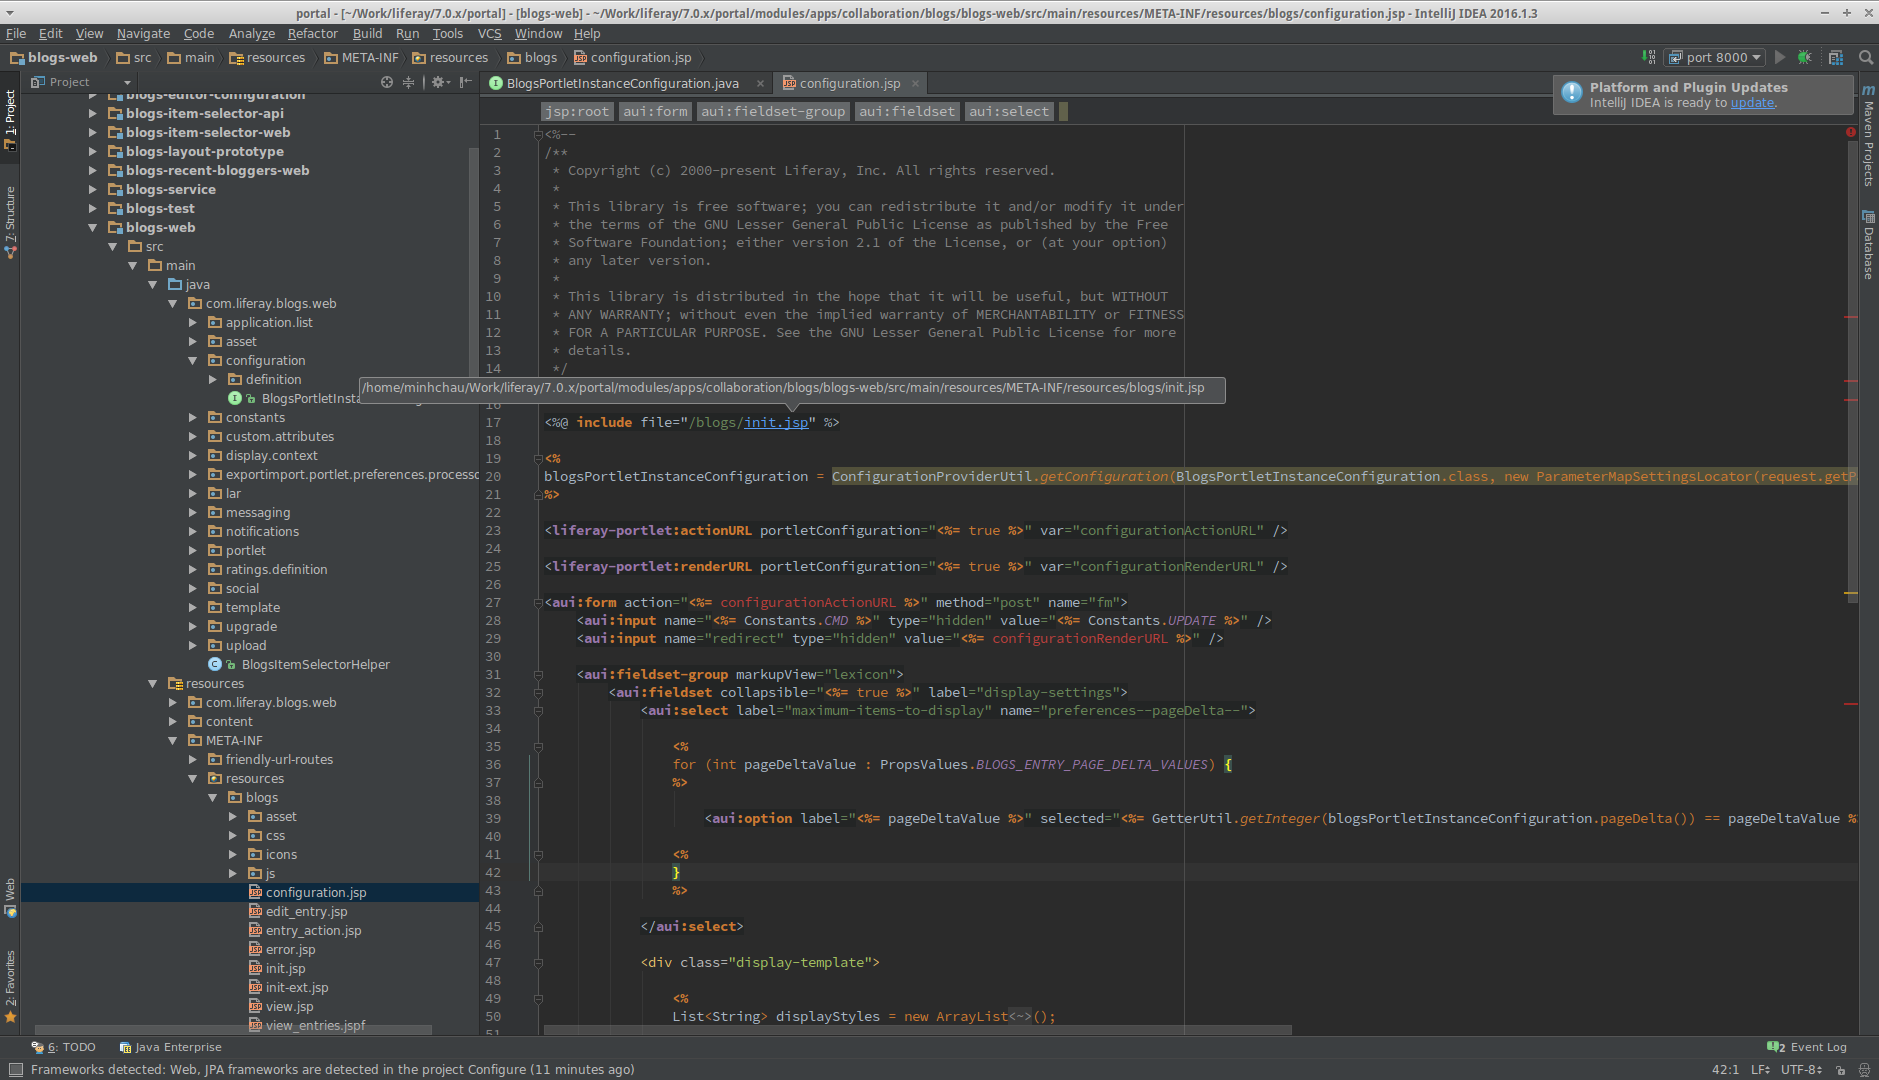 portal - [~/Work/liferay/7.0.x/portal] - [blogs-web] - ~/Work/liferay/7.0.x/portal/modules/apps/collaboration/blogs/blogs-web/src/main/resources/META-INF/resources/blogs/configuration.jsp - IntelliJ IDEA 2016.1.3
File Edit View Navigate Code Analyze Refactor Build Run Tools VCS Window Help
blogs-web src main resources META-INF resources blogs configuration.jsp port 8000
Project BlogsPortletInstanceConfiguration.java configuration.jsp
Platform and Plugin Updates
IntelliJ IDEA is ready to update.
jsp:root aui:form aui:fieldset-group aui:fieldset aui:select
1: Project
7: Structure
Web
2: Favorites
Maven Projects
Database
blogs-editor-configuration
blogs-item-selector-api
blogs-item-selector-web
blogs-layout-prototype
blogs-recent-bloggers-web
blogs-service
blogs-test
blogs-web
src
main
java
com.liferay.blogs.web
application.list
asset
configuration
definition
BlogsPortletInsta
constants
custom.attributes
display.context
exportimport.portlet.preferences.processo
lar
messaging
notifications
portlet
ratings.definition
social
template
upgrade
upload
BlogsItemSelectorHelper
resources
com.liferay.blogs.web
content
META-INF
friendly-url-routes
resources
blogs
asset
css
icons
js
configuration.jsp
edit_entry.jsp
entry_action.jsp
error.jsp
init.jsp
init-ext.jsp
view.jsp
view_entries.jspf
1 <%--
2 /**
3 * Copyright (c) 2000-present Liferay, Inc. All rights reserved.
4 *
5 * This library is free software; you can redistribute it and/or modify it under
6 * the terms of the GNU Lesser General Public License as published by the Free
7 * Software Foundation; either version 2.1 of the License, or (at your option)
8 * any later version.
9 *
10 * This library is distributed in the hope that it will be useful, but WITHOUT
11 * ANY WARRANTY; without even the implied warranty of MERCHANTABILITY or FITNESS
12 * FOR A PARTICULAR PURPOSE. See the GNU Lesser General Public License for more
13 * details.
14 */
/home/minhchau/Work/liferay/7.0.x/portal/modules/apps/collaboration/blogs/blogs-web/src/main/resources/META-INF/resources/blogs/init.jsp
16
17 <%@ include file="/blogs/init.jsp" %>
18
19 <%
20 blogsPortletInstanceConfiguration = ConfigurationProviderUtil.getConfiguration(BlogsPortletInstanceConfiguration.class, new ParameterMapSettingsLocator(request.getP
21 %>
22
23 <liferay-portlet:actionURL portletConfiguration="<%= true %>" var="configurationActionURL" />
24
25 <liferay-portlet:renderURL portletConfiguration="<%= true %>" var="configurationRenderURL" />
26
27 <aui:form action="<%= configurationActionURL %>" method="post" name="fm">
28 <aui:input name="<%= Constants.CMD %>" type="hidden" value="<%= Constants.UPDATE %>" />
29 <aui:input name="redirect" type="hidden" value="<%= configurationRenderURL %>" />
30
31 <aui:fieldset-group markupView="lexicon">
32 <aui:fieldset collapsible="<%= true %>" label="display-settings">
33 <aui:select label="maximum-items-to-display" name="preferences--pageDelta--">
34
35 <%
36 for (int pageDeltaValue : PropsValues.BLOGS_ENTRY_PAGE_DELTA_VALUES) {
37 %>
38
39 <aui:option label="<%= pageDeltaValue %>" selected="<%= GetterUtil.getInteger(blogsPortletInstanceConfiguration.pageDelta()) == pageDeltaValue %
40
41 <%
42 }
43 %>
44
45 </aui:select>
46
47 <div class="display-template">
48
49 <%
50 List<String> displayStyles = new ArrayList<~>();
51
6: TODO Java Enterprise 2 Event Log
Frameworks detected: Web, JPA frameworks are detected in the project Configure (11 minutes ago) 42:1 LF UTF-8